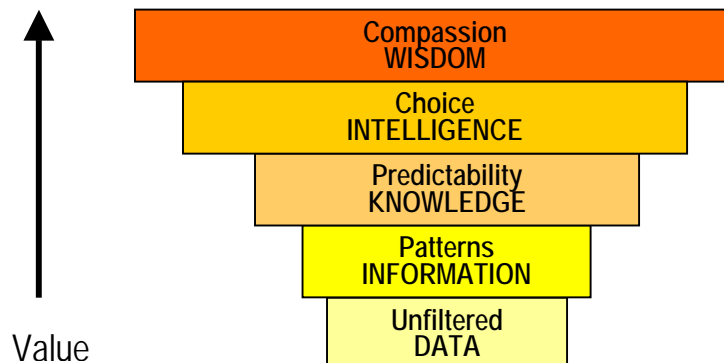 Compassion
WISDOM
Choice
INTELLIGENCE
Predictability
KNOWLEDGE
Patterns
INFORMATION
Unfiltered
DATA
Value